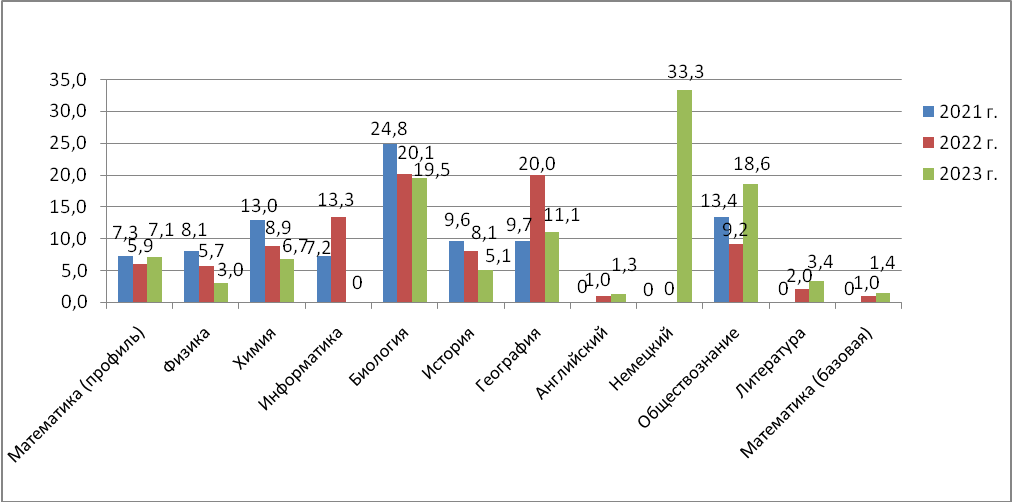 35,0
30,0
25,0
20,0
15,0
10,0
5,0
0,0
7,3
5,9
7,1
8,1
5,7
3,0
13,0
8,9
6,7
7,2
13,3
0
24,8
20,1
19,5
9,6
8,1
5,1
9,7
20,0
11,1
0
1,0
1,3
0
0
33,3
13,4
9,2
18,6
0
2,0
3,4
0
1,0
1,4
Математика (профиль)
Физика
Химия
Информатика
Биология
История
География
Английский
Немецкий
Обществознание
Литература
Математика (базовая)
2021 г.
2022 г.
2023 г.